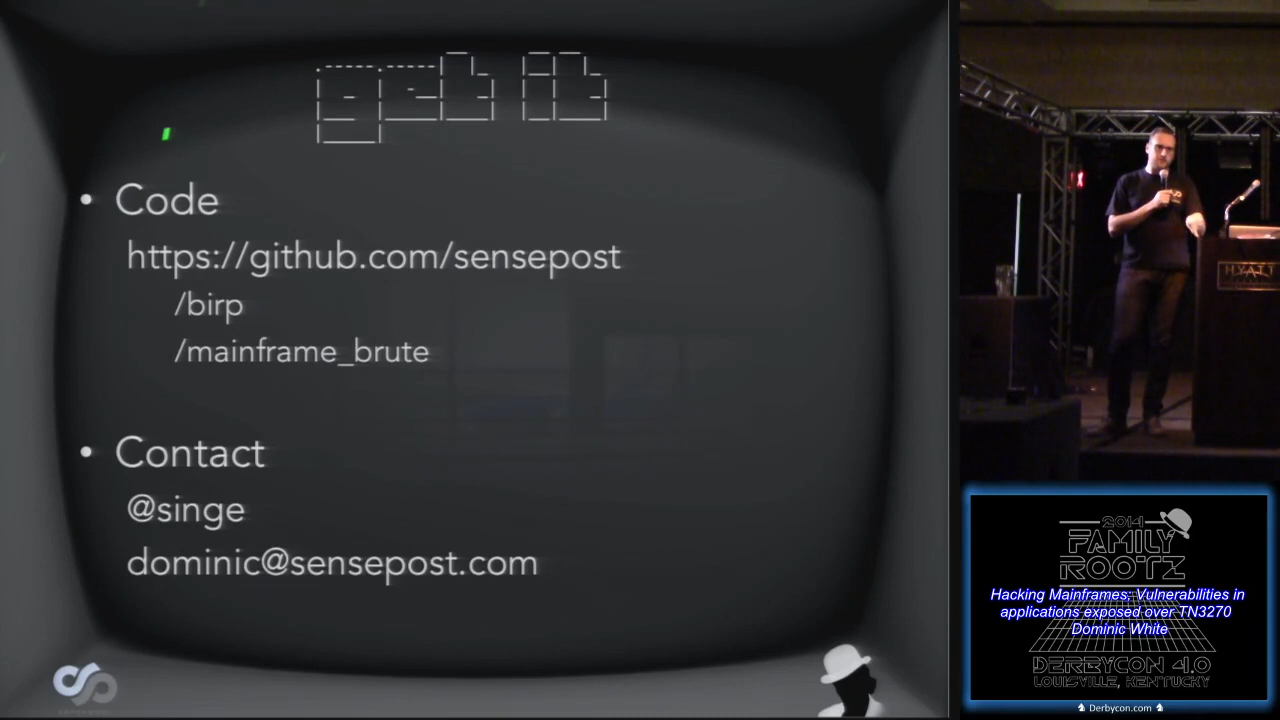 • Code
https://github.com/sensepost
/birp
/mainframe_brute
• Contact
@singe
dominic@sensepost.com
HYATT
2014
FAMILY
ROOTZ
Hacking Mainframes; Vulnerabilities in
applications exposed over TN3270
Dominic White
DERBYCON 4.0
LOUISVILLE, KENTUCKY
Derbycon.com